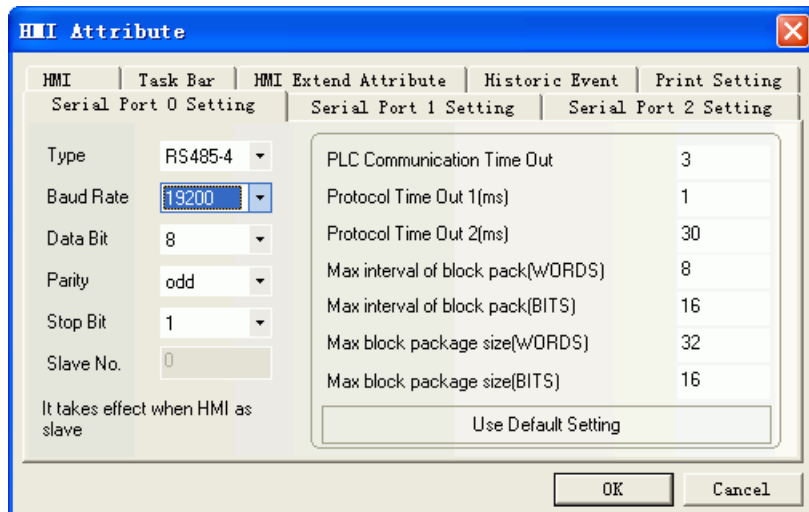 HMI Attribute
HMI Task Bar HMI Extend Attribute Historic Event Print Setting
Serial Port 0 Setting Serial Port 1 Setting Serial Port 2 Setting
Type RS485-4
Baud Rate 19200
Data Bit 8
Parity odd
Stop Bit 1
Slave No. 0
It takes effect when HMI as
slave
PLC Communication Time Out 3
Protocol Time Out 1(ms) 1
Protocol Time Out 2(ms) 30
Max interval of block pack(WORDS) 8
Max interval of block pack(BITS) 16
Max block package size(WORDS) 32
Max block package size(BITS) 16
Use Default Setting
OK Cancel